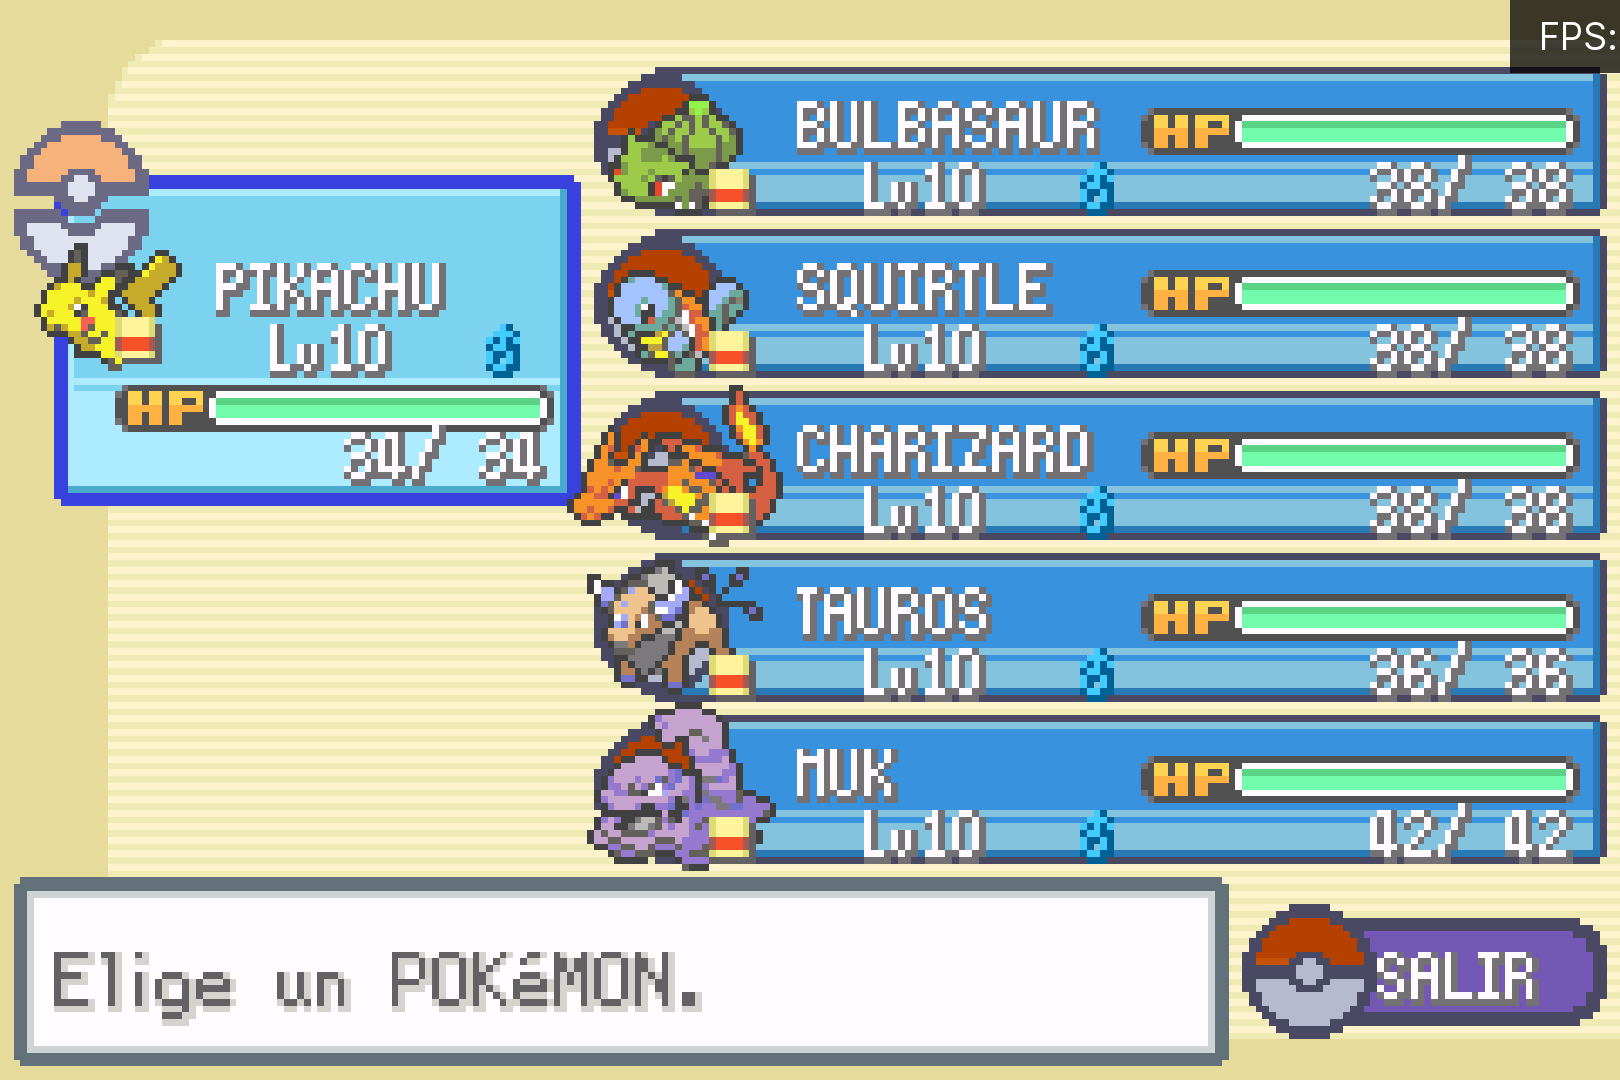 FPS:
PIKACHU
Lv10
HP
34/ 34
BULBASAUR HP
Lv10 38/ 38
SQUIRTLE HP
Lv10 38/ 38
CHARIZARD HP
Lv10 38/ 38
TAUROS HP
Lv10 36/ 36
MUK HP
Lv10 42/ 42
Elige un POKéMON.
SALIR